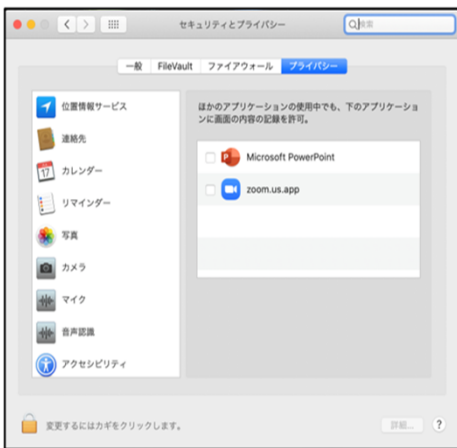 セキュリティとプライバシー
検索
一般 FileVault ファイアウォール プライバシー
位置情報サービス
連絡先
17
カレンダー
リマインダー
写真
カメラ
マイク
音声認識
アクセシビリティ
ほかのアプリケーションの使用中でも、下のアプリケーショ
ンに画面の内容の記録を許可。
Microsoft PowerPoint
zoom.us.app
変更するにはカギをクリックします。
詳細... ?